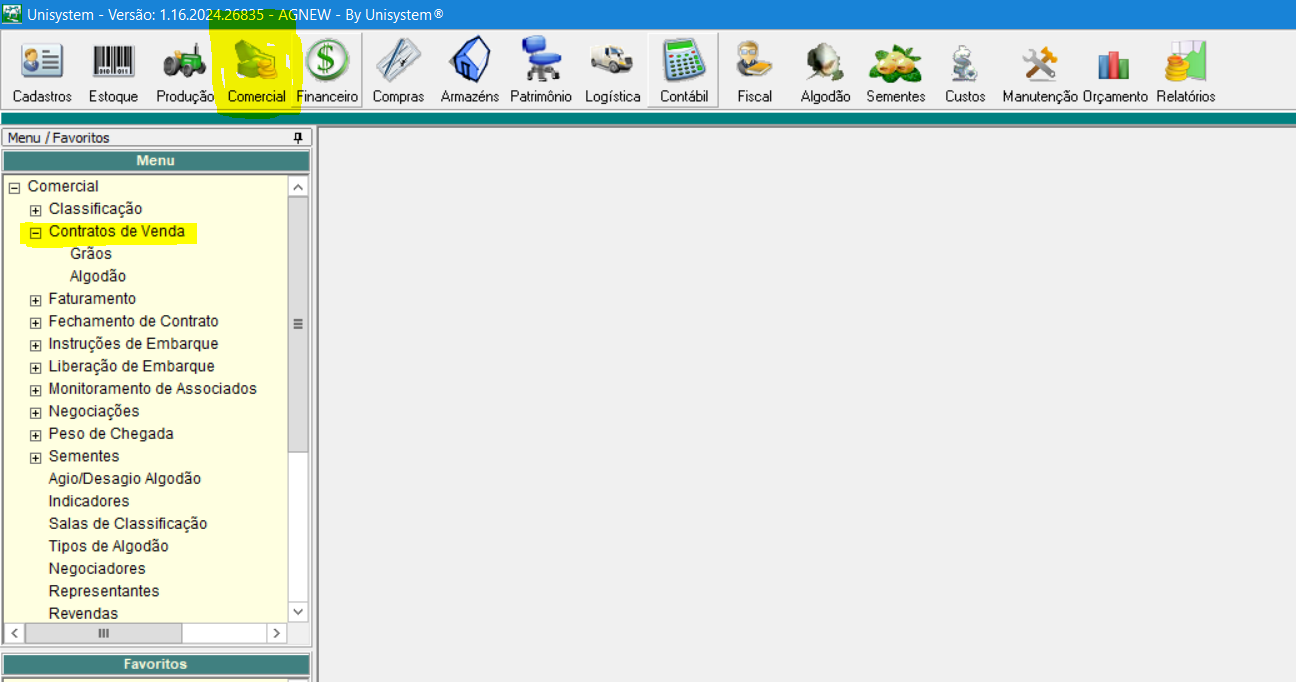 Unisystem - Versão: 1.16.2024.26835 - AGNEW - By Unisystem®
Cadastros Estoque Produção Comercial Financeiro Compras Armazéns Patrimônio Logística Contábil Fiscal Algodão Sementes Custos Manutenção Orçamento Relatórios
Menu / Favoritos
Menu
Comercial
Classificação
Contratos de Venda
Grãos
Algodão
Faturamento
Fechamento de Contrato
Instruções de Embarque
Liberação de Embarque
Monitoramento de Associados
Negociações
Peso de Chegada
Sementes
Agio/Desagio Algodão
Indicadores
Salas de Classificação
Tipos de Algodão
Negociadores
Representantes
Revendas
Favoritos